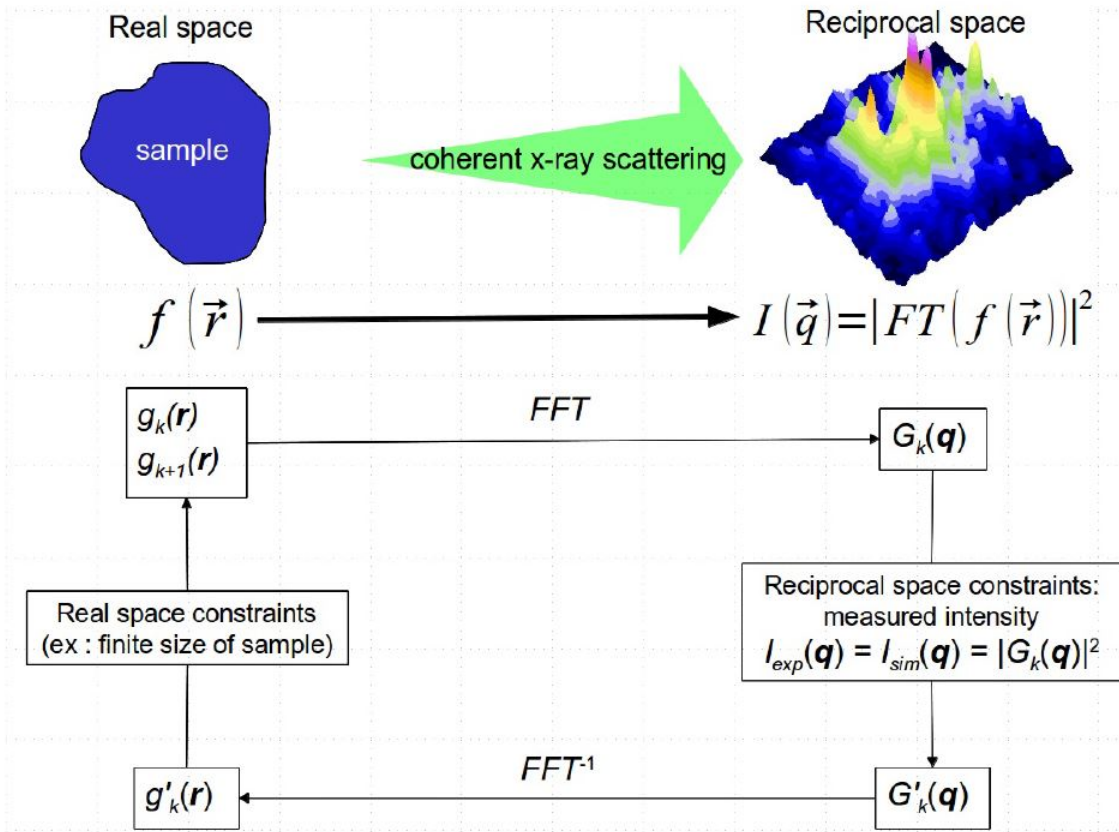 Real space
Reciprocal space
sample
coherent x-ray scattering
f(r⃗)
I(q⃗)=|FT(f(r⃗))|²
gₖ(r)
gₖ₊₁(r)
FFT
Gₖ(q)
Real space constraints
(ex : finite size of sample)
Reciprocal space constraints:
measured intensity
Iₑₓₚ(q) = Iₛᵢₘ(q) = |Gₖ(q)|²
g'ₖ(r)
FFT⁻¹
G'ₖ(q)